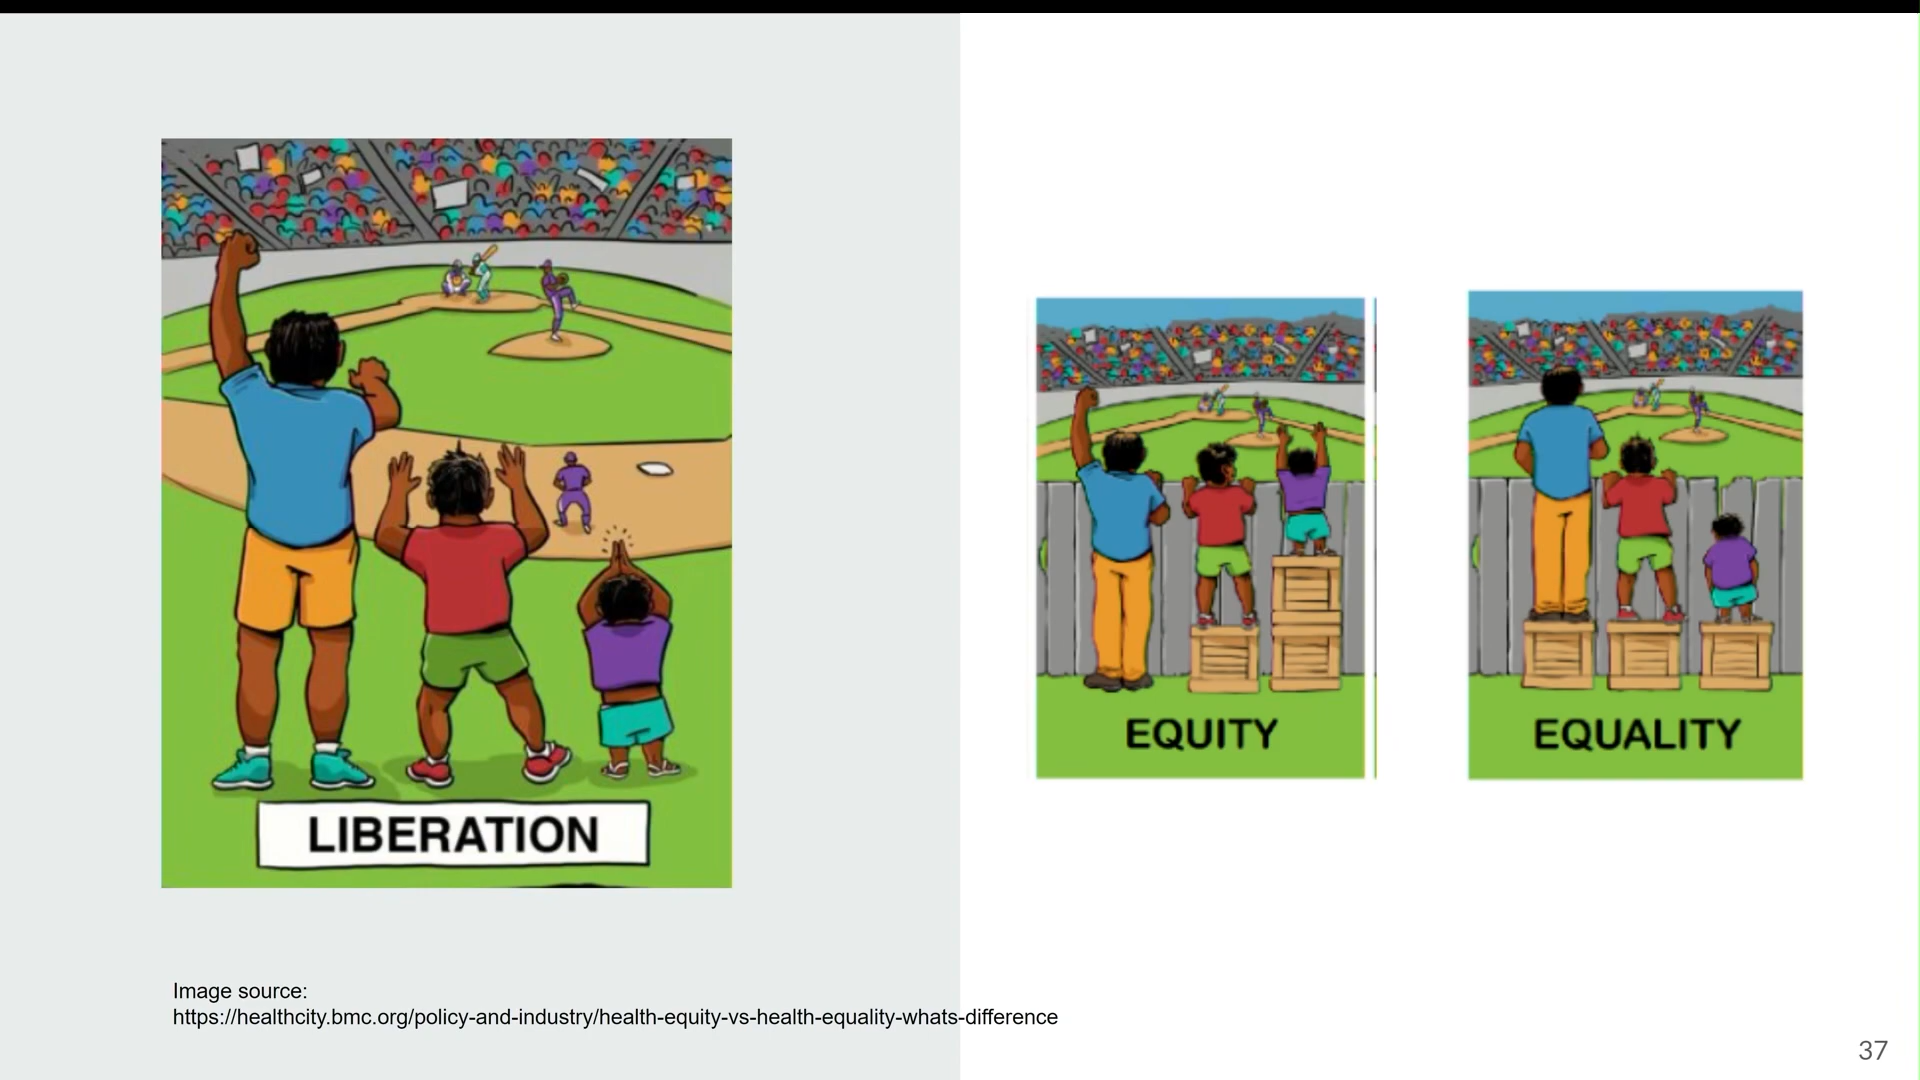 LIBERATION
EQUITY
EQUALITY
Image source:
https://healthcity.bmc.org/policy-and-industry/health-equity-vs-health-equality-whats-difference
37